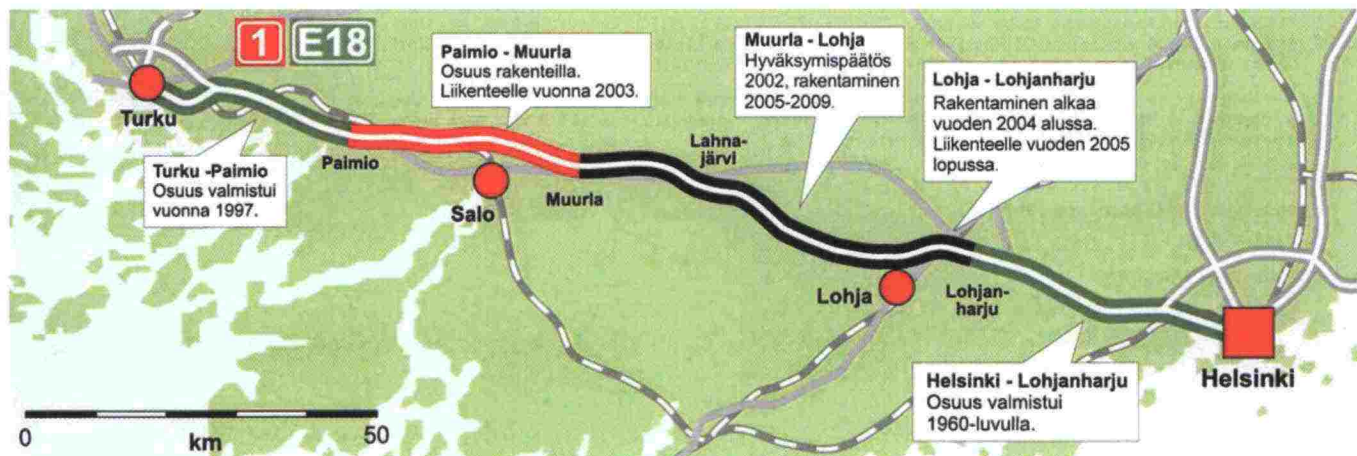 1 E18
Paimio - Muurla
Osuus rakenteilla.
Liikenteelle vuonna 2003.
Muurla - Lohja
Hyväksymispäätös
2002, rakentaminen
2005-2009.
Lohja - Lohjanharju
Rakentaminen alkaa
vuoden 2004 alussa.
Liikenteelle vuoden 2005
lopussa.
Turku
Turku -Paimio
Osuus valmistui
vuonna 1997.
Paimio
Salo
Muurla
Lahna-
järvi
Lohja
Lohjan-
harju
Helsinki - Lohjanharju
Osuus valmistui
1960-luvulla.
Helsinki
0 km 50